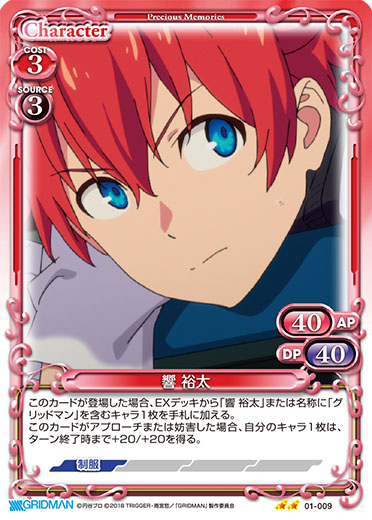 Precious Memories
Character
COST
3
SOURCE
3
40 AP
DP 40
響 裕太
このカードが登場した場合、EXデッキから「響 裕太」または名称に「グ
リッドマン」を含むキャラ1枚を手札に加える。
このカードがアプローチまたは妨害した場合、自分のキャラ1枚は、
ターン終了時まで+20/+20を得る。
制服
GRIDMAN ©円谷プロ ©2018 TRIGGER・雨宮哲/「GRIDMAN」製作委員会 ★★ 01-009